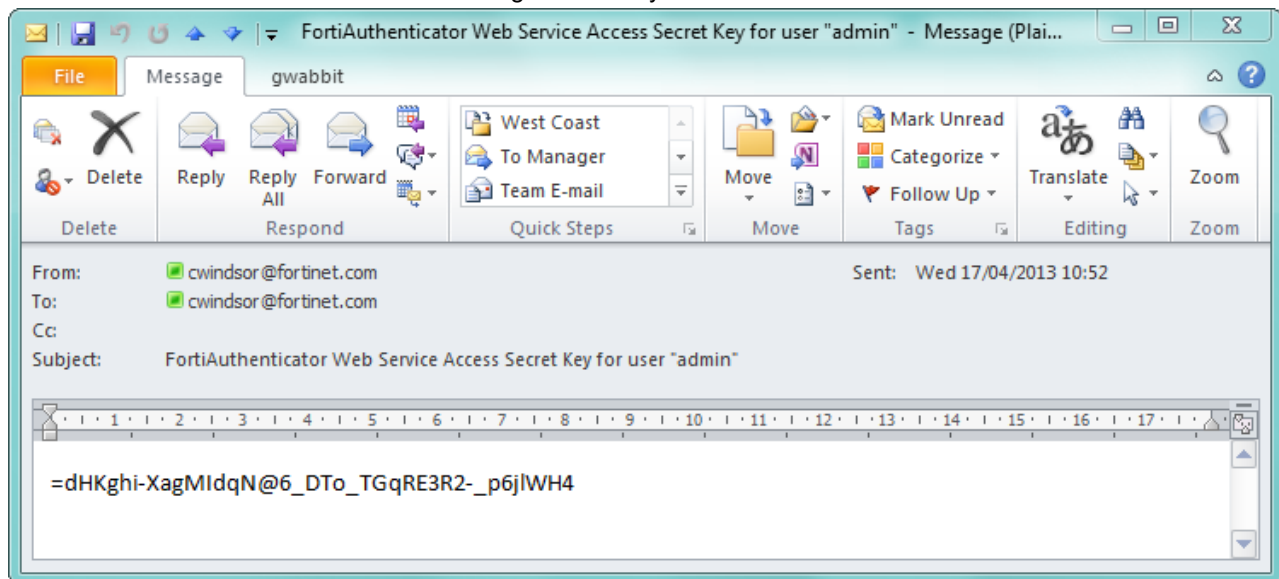 FortiAuthenticator Web Service Access Secret Key for user "admin" - Message (Plai...
File Message gwabbit
Delete Reply Reply All Forward
West Coast
To Manager
Team E-mail
Move
Mark Unread
Categorize
Follow Up
Translate
Zoom
Delete Respond Quick Steps Move Tags Editing Zoom
From: cwindsor@fortinet.com Sent: Wed 17/04/2013 10:52
To: cwindsor@fortinet.com
Cc:
Subject: FortiAuthenticator Web Service Access Secret Key for user "admin"
1 2 3 4 5 6 7 8 9 10 11 12 13 14 15 16 17
=dHKghi-XagMIdqN@6_DTo_TGqRE3R2-_p6jlWH4